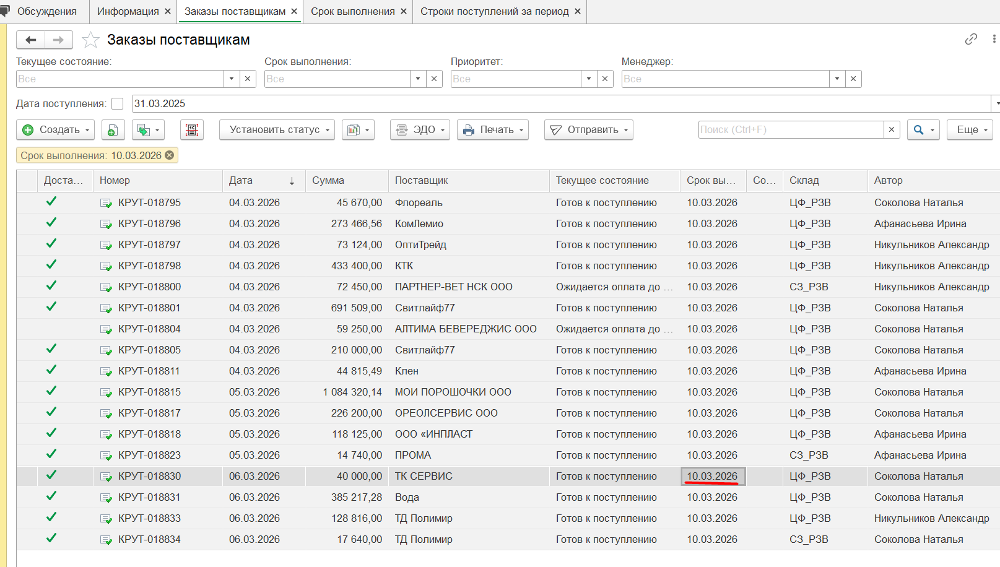 Обсуждения Информация × Заказы поставщикам × Срок выполнения × Строки поступлений за период ×
Заказы поставщикам
Текущее состояние: Срок выполнения: Приоритет: Менеджер:
Все Все Все Все
Дата поступления: 31.03.2025
Создать Установить статус ЭДО Печать Отправить Поиск (Ctrl+F) Еще
Срок выполнения: 10.03.2026
Доста... Номер Дата ↓ Сумма Поставщик Текущее состояние Срок вы... Со... Склад Автор
КРУТ-018795 04.03.2026 45 670,00 Флореаль Готов к поступлению 10.03.2026 ЦФ_РЗВ Соколова Наталья
КРУТ-018796 04.03.2026 273 466,56 КомЛемио Готов к поступлению 10.03.2026 ЦФ_РЗВ Афанасьева Ирина
КРУТ-018797 04.03.2026 73 124,00 ОптиТрейд Готов к поступлению 10.03.2026 ЦФ_РЗВ Никульников Александр
КРУТ-018798 04.03.2026 433 400,00 КТК Готов к поступлению 10.03.2026 ЦФ_РЗВ Никульников Александр
КРУТ-018800 04.03.2026 72 450,00 ПАРТНЕР-ВЕТ НСК ООО Ожидается оплата до ... 10.03.2026 СЗ_РЗВ Никульников Александр
КРУТ-018801 04.03.2026 691 509,00 Свитлайф77 Готов к поступлению 10.03.2026 ЦФ_РЗВ Соколова Наталья
КРУТ-018804 04.03.2026 59 250,00 АЛТИМА БЕВЕРЕДЖИС ООО Ожидается оплата до ... 10.03.2026 ЦФ_РЗВ Соколова Наталья
КРУТ-018805 04.03.2026 210 000,00 Свитлайф77 Готов к поступлению 10.03.2026 ЦФ_РЗВ Соколова Наталья
КРУТ-018811 04.03.2026 44 815,49 Клен Готов к поступлению 10.03.2026 ЦФ_РЗВ Афанасьева Ирина
КРУТ-018815 05.03.2026 1 084 320,14 МОИ ПОРОШОЧКИ ООО Готов к поступлению 10.03.2026 ЦФ_РЗВ Соколова Наталья
КРУТ-018817 05.03.2026 226 200,00 ОРЕОЛСЕРВИС ООО Готов к поступлению 10.03.2026 ЦФ_РЗВ Соколова Наталья
КРУТ-018818 05.03.2026 118 125,00 ООО «ИНПЛАСТ Готов к поступлению 10.03.2026 ЦФ_РЗВ Афанасьева Ирина
КРУТ-018823 05.03.2026 14 740,00 ПРОМА Готов к поступлению 10.03.2026 СЗ_РЗВ Афанасьева Ирина
КРУТ-018830 06.03.2026 40 000,00 ТК СЕРВИС Готов к поступлению 10.03.2026 ЦФ_РЗВ Соколова Наталья
КРУТ-018831 06.03.2026 385 217,28 Вода Готов к поступлению 10.03.2026 ЦФ_РЗВ Соколова Наталья
КРУТ-018833 06.03.2026 128 816,00 ТД Полимир Готов к поступлению 10.03.2026 ЦФ_РЗВ Никульников Александр
КРУТ-018834 06.03.2026 17 640,00 ТД Полимир Готов к поступлению 10.03.2026 СЗ_РЗВ Соколова Наталья